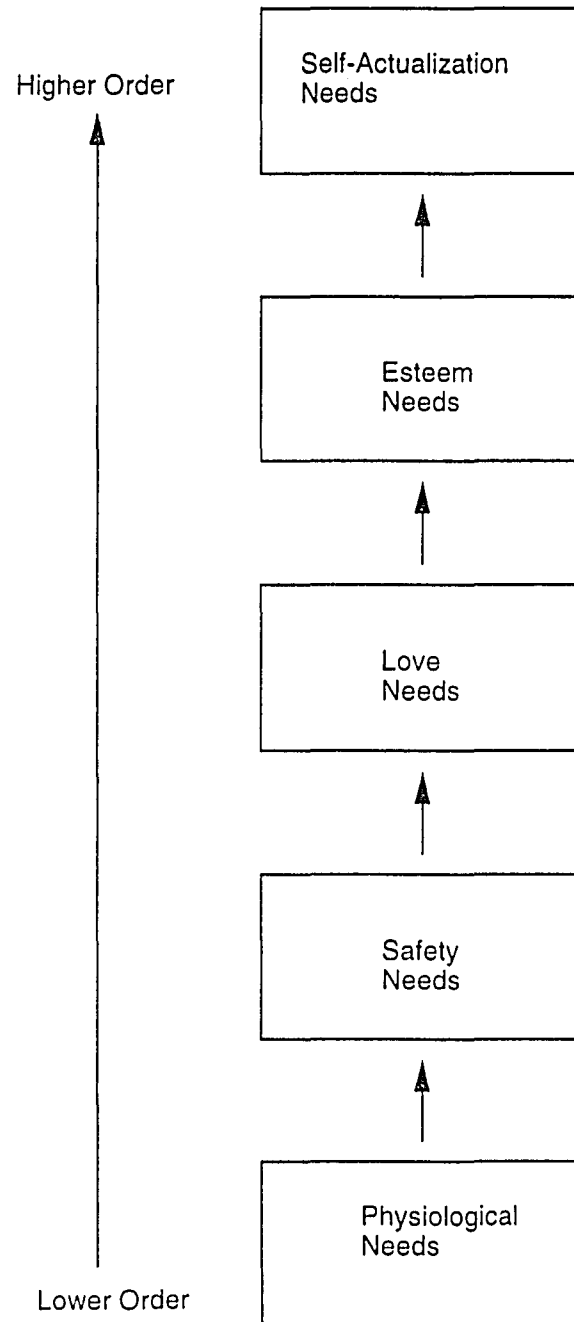 Self-Actualization
Needs
Higher Order
Esteem
Needs
Love
Needs
Safety
Needs
Physiological
Needs
Lower Order